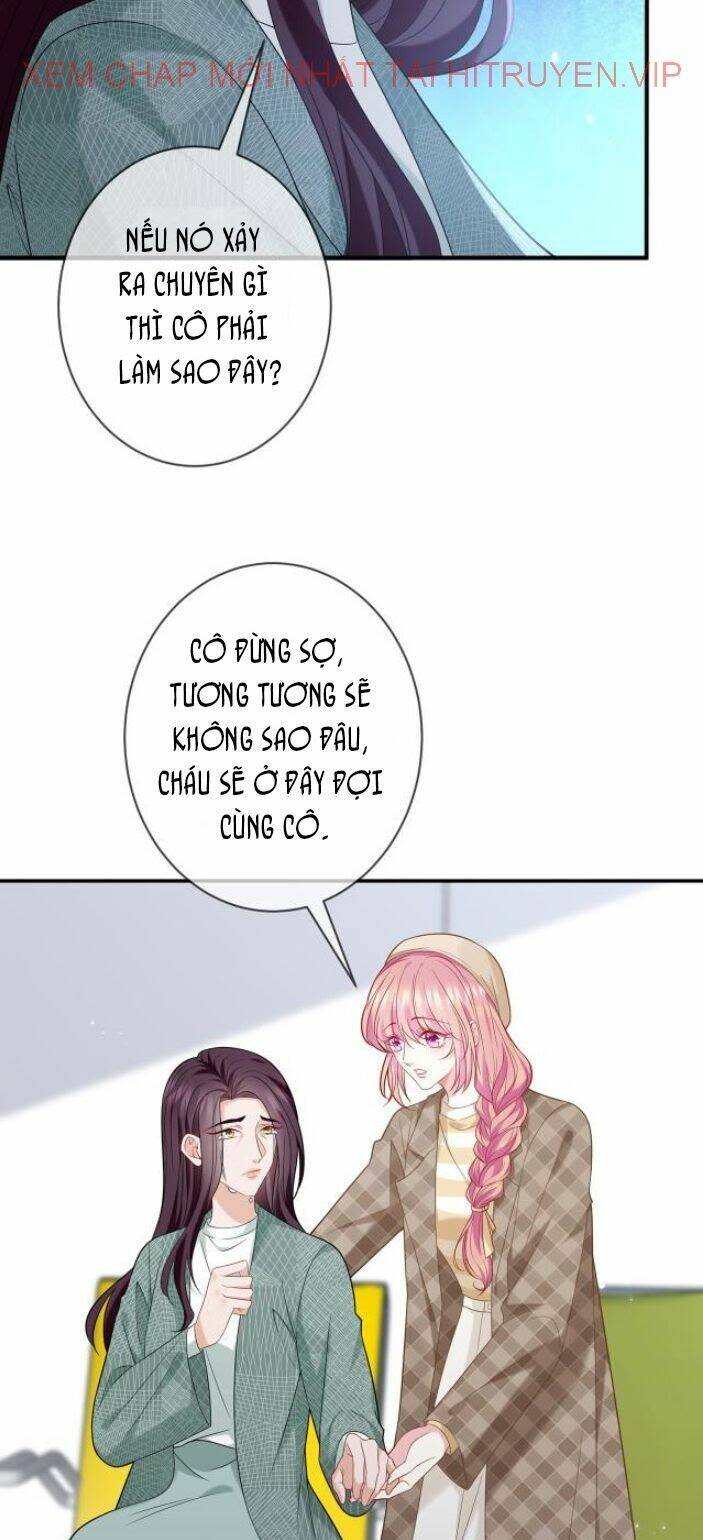 XEM CHAP MỚI NHẤT TẠI HITRUYEN.VIP
NẾU NÓ XẢY
RA CHUYÊN GÌ
THÌ CÔ PHẢI
LÀM SAO ĐÂY?
CÔ ĐỪNG SỢ,
TƯƠNG TƯƠNG SẼ
KHÔNG SAO ĐÂU,
CHÁU SẼ Ở ĐÂY ĐỢI
CÙNG CÔ.